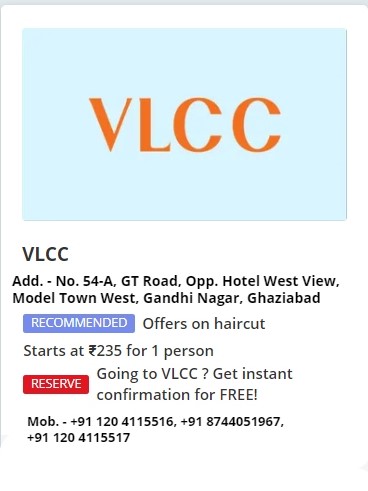 VLCC
VLCC
Add. - No. 54-A, GT Road, Opp. Hotel West View,
Model Town West, Gandhi Nagar, Ghaziabad
RECOMMENDED Offers on haircut
Starts at ₹235 for 1 person
RESERVE Going to VLCC ? Get instant
confirmation for FREE!
Mob. - +91 120 4115516, +91 8744051967,
+91 120 4115517